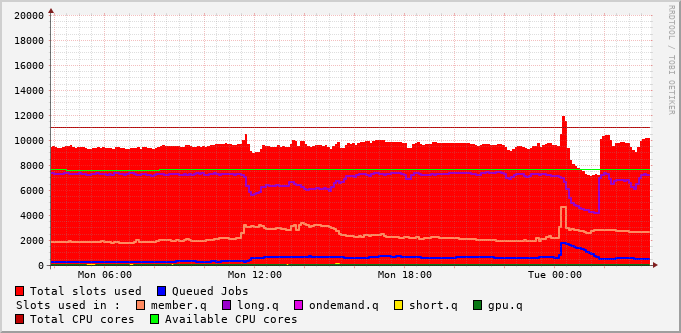 20000
18000
16000
14000
12000
10000
8000
6000
4000
2000
0
Mon 06:00 Mon 12:00 Mon 18:00 Tue 00:00
RRDTOOL / TOBI OETIKER
Total slots used Queued Jobs
Slots used in : member.q long.q ondemand.q short.q gpu.q
Total CPU cores Available CPU cores